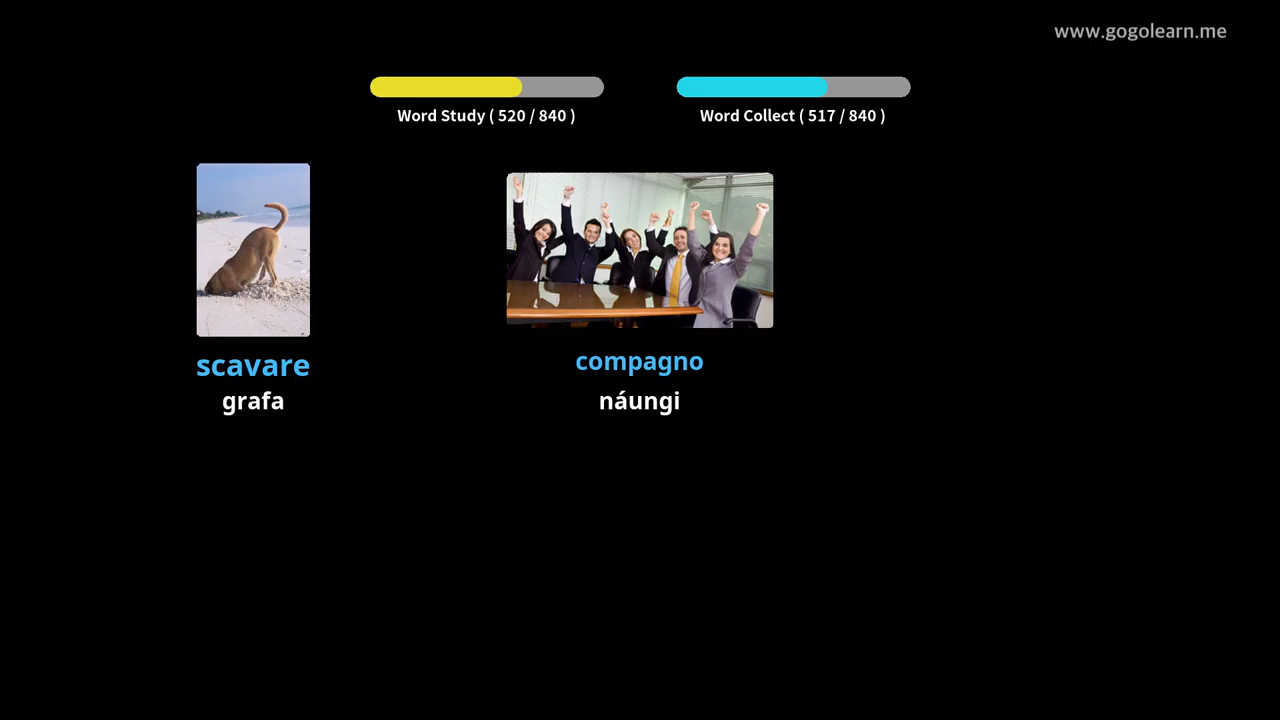 www.gogolearn.me
Word Study ( 520 / 840 )
Word Collect ( 517 / 840 )
scavare
grafa
compagno
náungi